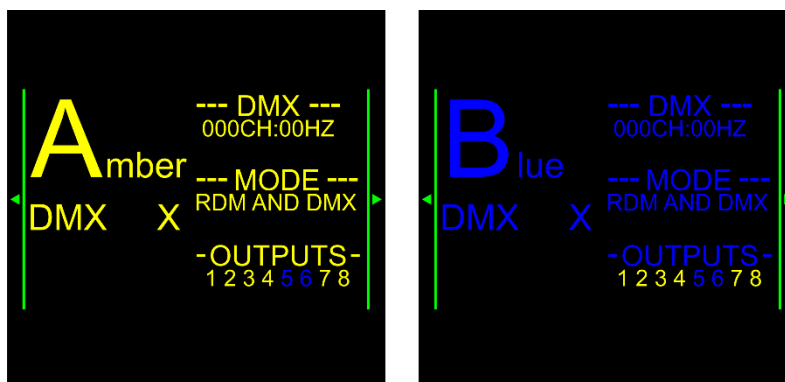 Amber
DMX X
--- DMX ---
000CH:00HZ
--- MODE ---
RDM AND DMX
-OUTPUTS-
1 2 3 4 5 6 7 8
Blue
DMX X
--- DMX ---
000CH:00HZ
--- MODE ---
RDM AND DMX
-OUTPUTS-
1 2 3 4 5 6 7 8